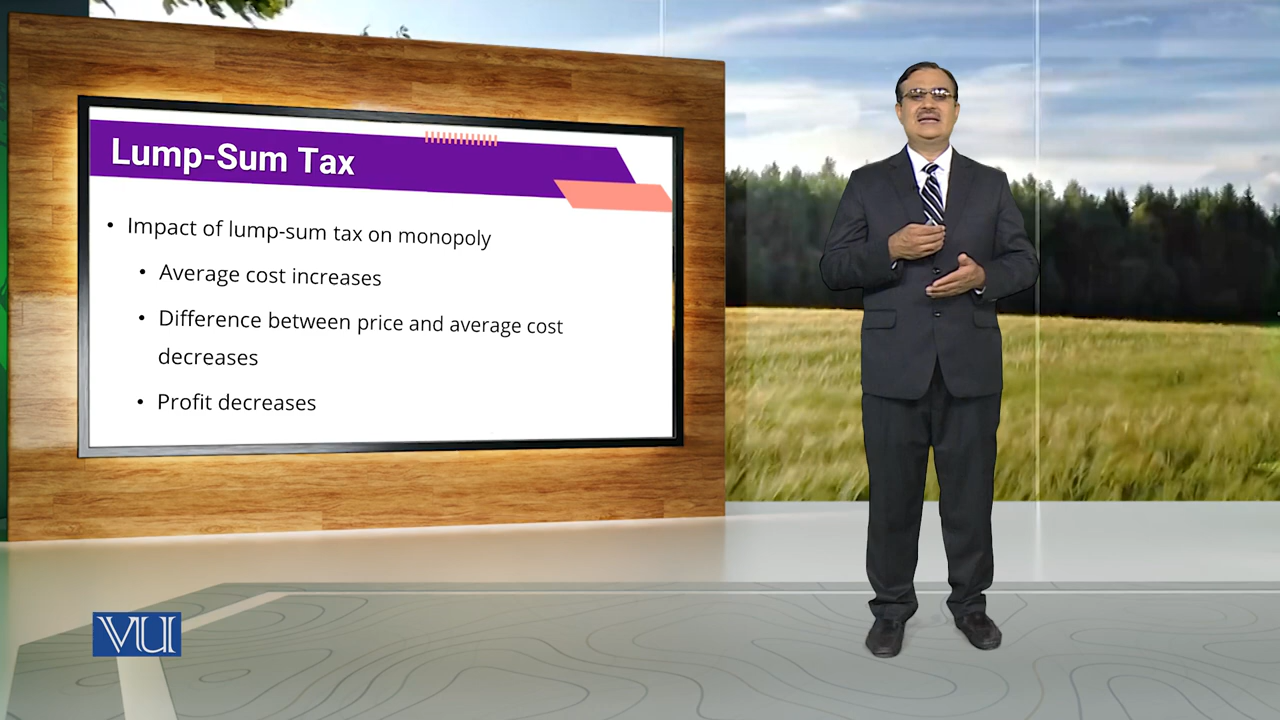 Lump-Sum Tax
• Impact of lump-sum tax on monopoly
• Average cost increases
• Difference between price and average cost
decreases
• Profit decreases
VU